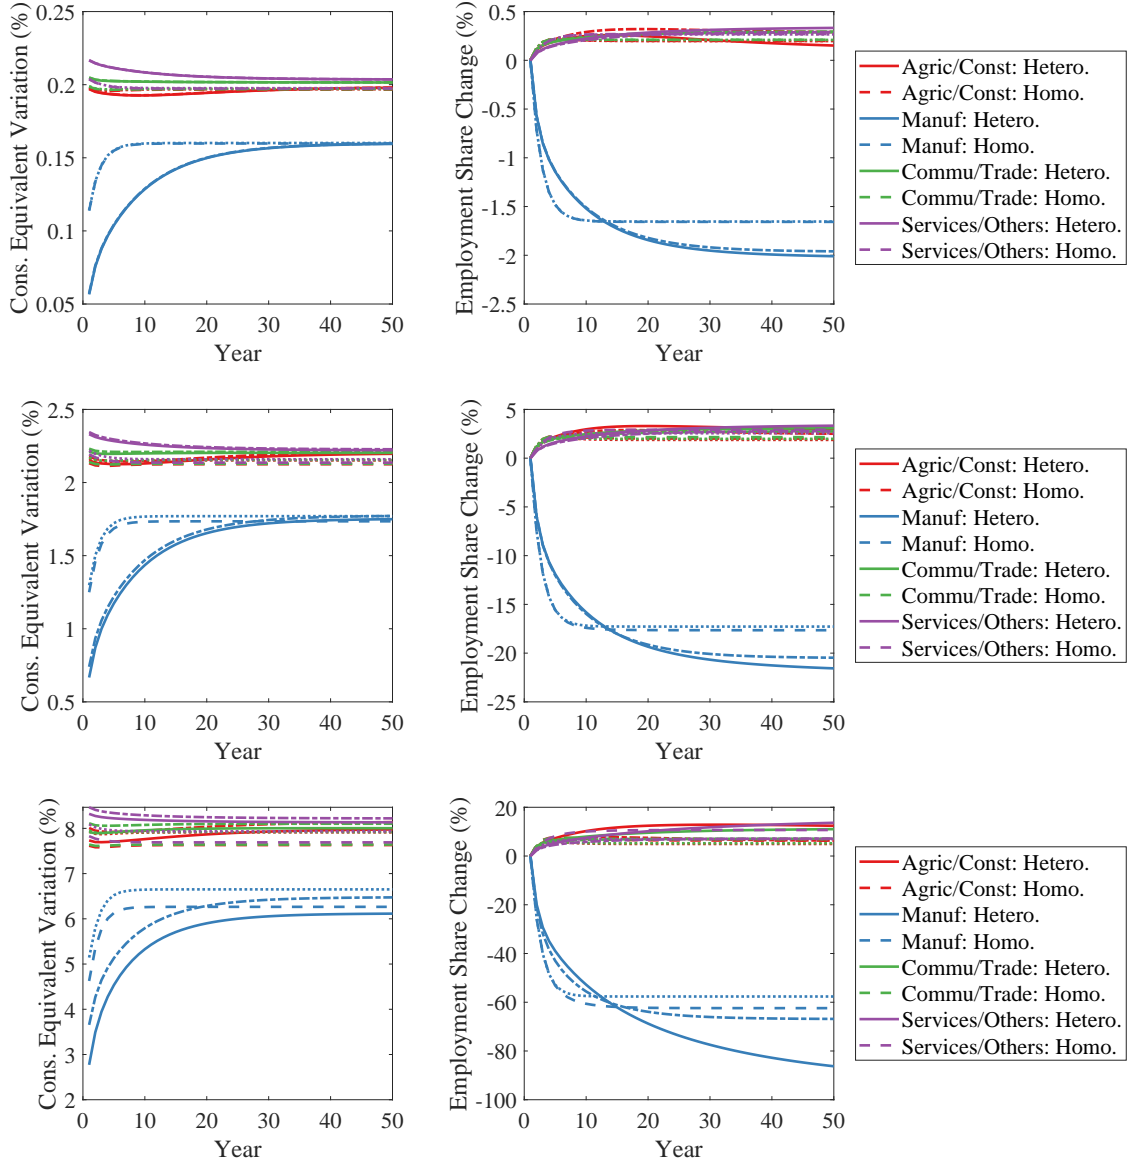 Cons. Equivalent Variation (%)
0.25
0.2
0.15
0.1
0.05
0 10 20 30 40 50
Year
Employment Share Change (%)
0.5
0
-0.5
-1
-1.5
-2
-2.5
0 10 20 30 40 50
Year
Agric/Const: Hetero.
Agric/Const: Homo.
Manuf: Hetero.
Manuf: Homo.
Commu/Trade: Hetero.
Commu/Trade: Homo.
Services/Others: Hetero.
Services/Others: Homo.
Cons. Equivalent Variation (%)
2.5
2
1.5
1
0.5
0 10 20 30 40 50
Year
Employment Share Change (%)
5
0
-5
-10
-15
-20
-25
0 10 20 30 40 50
Year
Agric/Const: Hetero.
Agric/Const: Homo.
Manuf: Hetero.
Manuf: Homo.
Commu/Trade: Hetero.
Commu/Trade: Homo.
Services/Others: Hetero.
Services/Others: Homo.
Cons. Equivalent Variation (%)
8
7
6
5
4
3
2
0 10 20 30 40 50
Year
Employment Share Change (%)
20
0
-20
-40
-60
-80
-100
0 10 20 30 40 50
Year
Agric/Const: Hetero.
Agric/Const: Homo.
Manuf: Hetero.
Manuf: Homo.
Commu/Trade: Hetero.
Commu/Trade: Homo.
Services/Others: Hetero.
Services/Others: Homo.